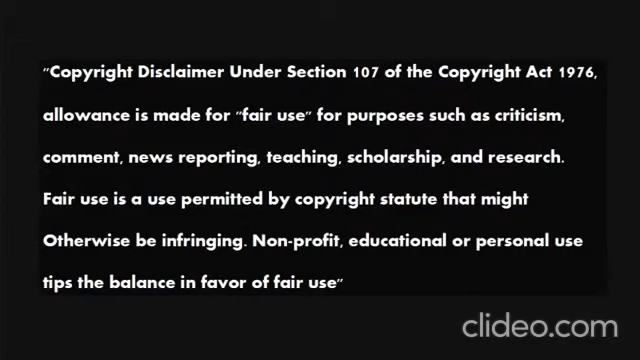 "Copyright Disclaimer Under Section 107 of the Copyright Act 1976,
allowance is made for "fair use" for purposes such as criticism,
comment, news reporting, teaching, scholarship, and research.
Fair use is a use permitted by copyright statute that might
Otherwise be infringing. Non-profit, educational or personal use
tips the balance in favor of fair use"
clideo.com